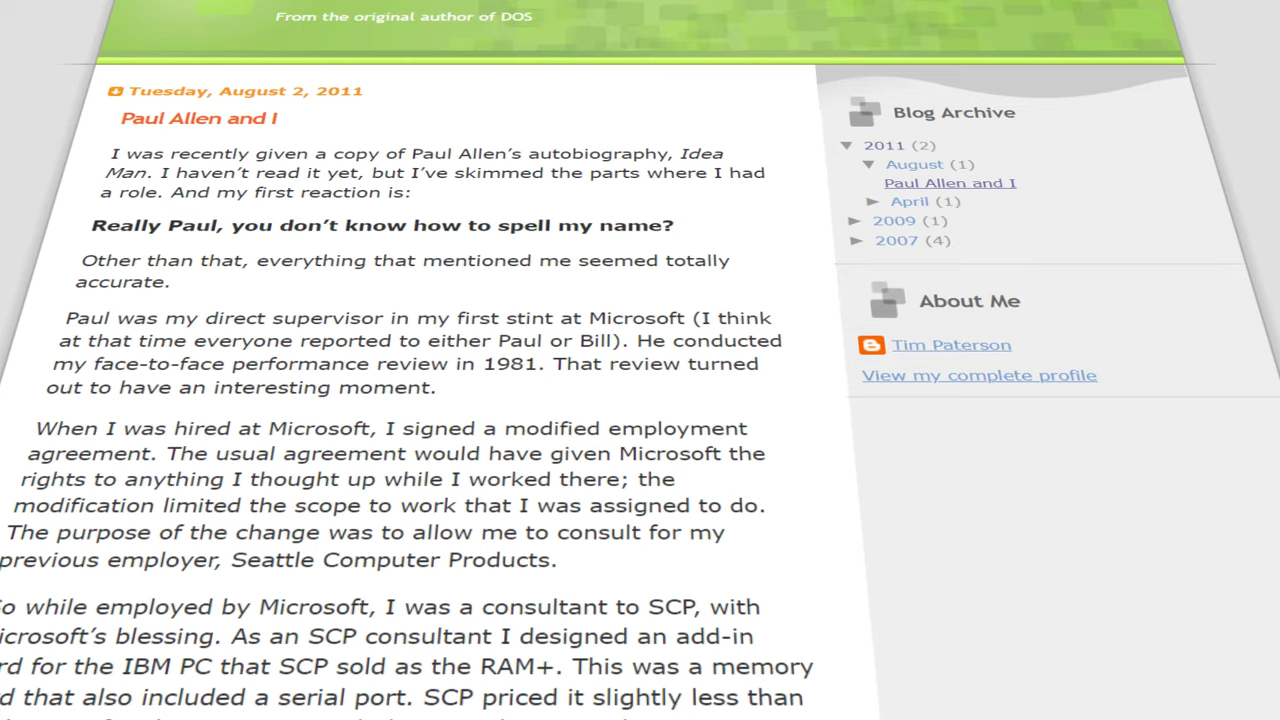 From the original author of DOS
Tuesday, August 2, 2011
Paul Allen and I
I was recently given a copy of Paul Allen's autobiography, Idea
Man. I haven't read it yet, but I've skimmed the parts where I had
a role. And my first reaction is:
Really Paul, you don't know how to spell my name?
Other than that, everything that mentioned me seemed totally
accurate.
Paul was my direct supervisor in my first stint at Microsoft (I think
at that time everyone reported to either Paul or Bill). He conducted
my face-to-face performance review in 1981. That review turned
out to have an interesting moment.
When I was hired at Microsoft, I signed a modified employment
agreement. The usual agreement would have given Microsoft the
rights to anything I thought up while I worked there; the
modification limited the scope to work that I was assigned to do.
The purpose of the change was to allow me to consult for my
previous employer, Seattle Computer Products.
So while employed by Microsoft, I was a consultant to SCP, with
icrosoft's blessing. As an SCP consultant I designed an add-in
rd for the IBM PC that SCP sold as the RAM+. This was a memory
d that also included a serial port. SCP priced it slightly less than
Blog Archive
2011 (2)
August (1)
Paul Allen and I
April (1)
2009 (1)
2007 (4)
About Me
Tim Paterson
View my complete profile